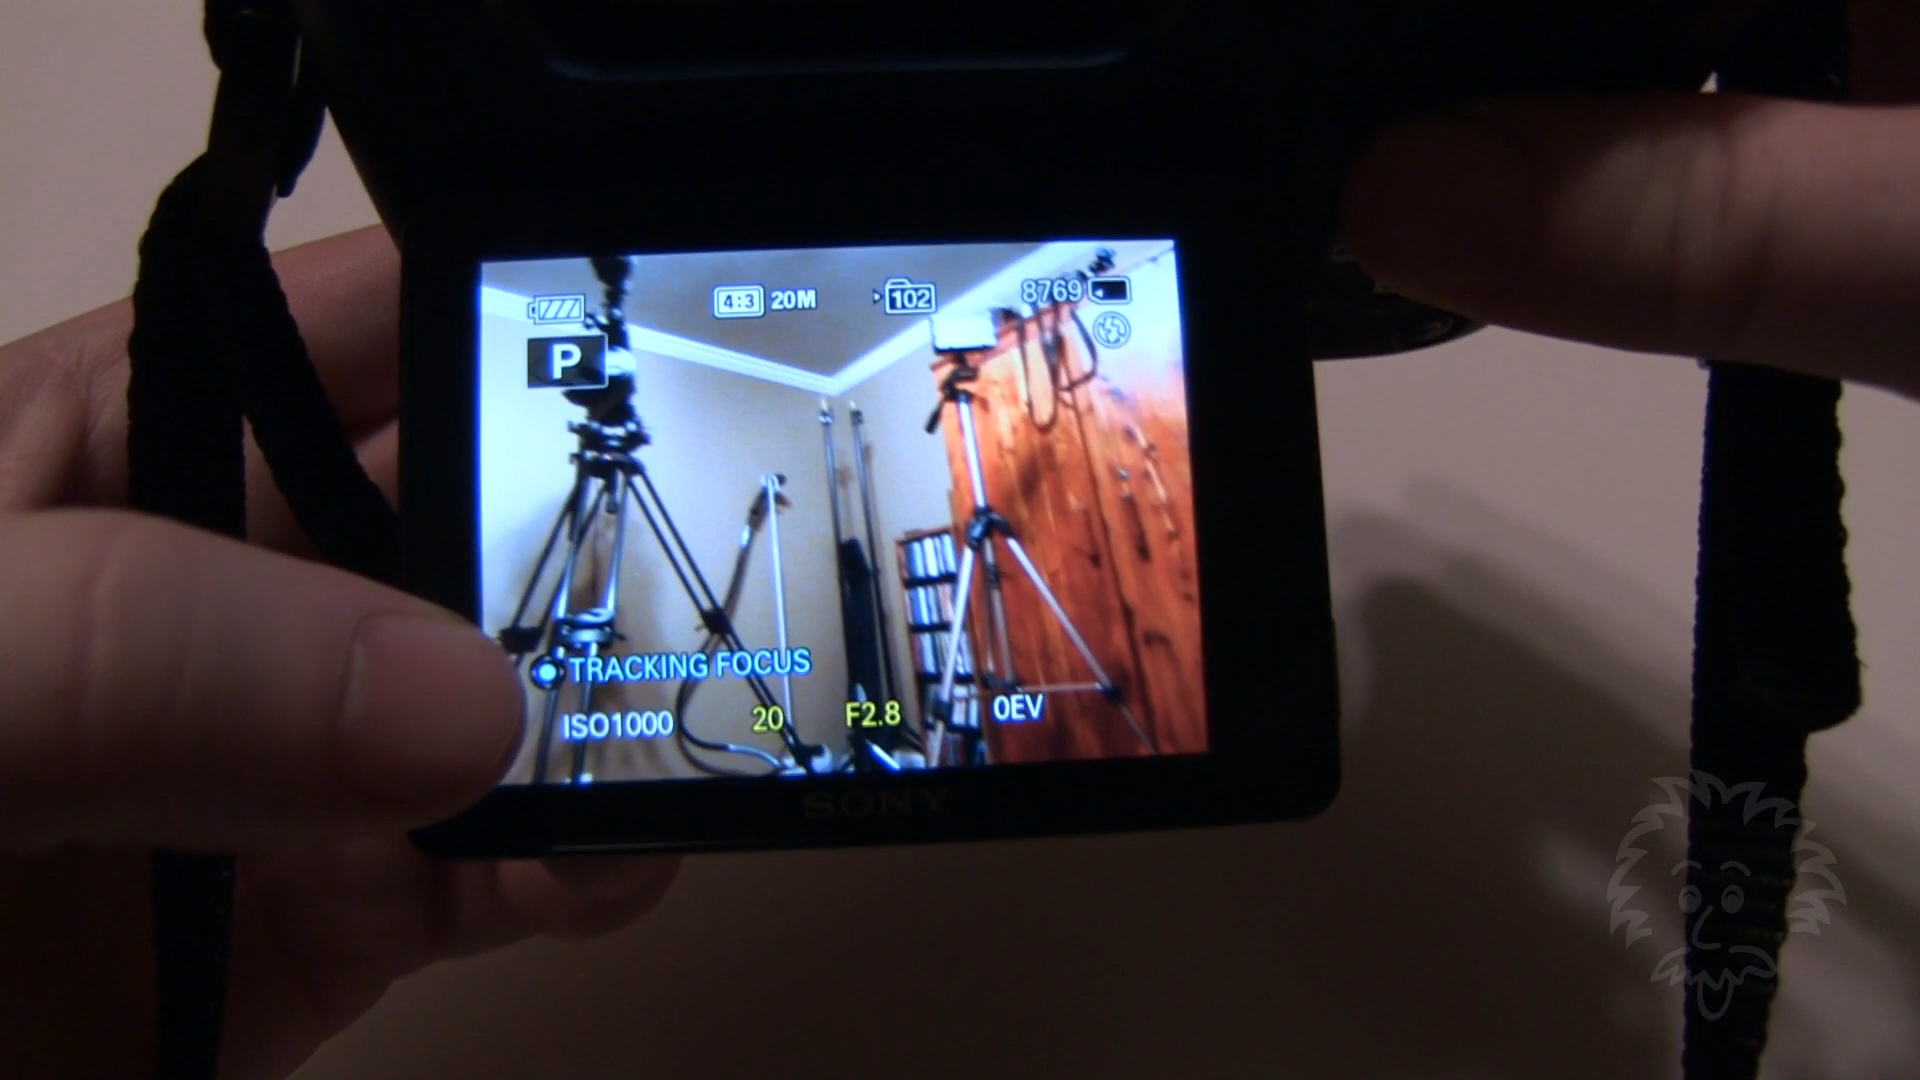 4:3 20M 102 8769
P
TRACKING FOCUS
ISO1000 20 F2.8 0EV
SONY